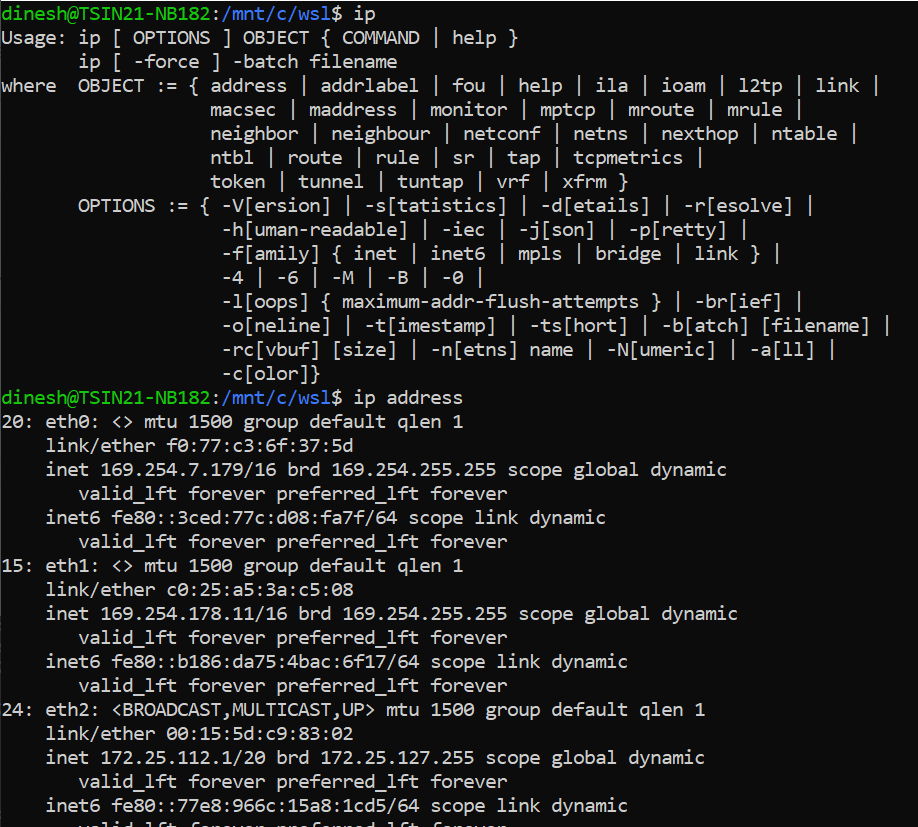 dinesh@TSIN21-NB182:/mnt/c/wsl$ ip
Usage: ip [ OPTIONS ] OBJECT { COMMAND | help }
       ip [ -force ] -batch filename
where  OBJECT := { address | addrlabel | fou | help | ila | ioam | l2tp | link |
                   macsec | maddress | monitor | mptcp | mroute | mrule |
                   neighbor | neighbour | netconf | netns | nexthop | ntable |
                   ntbl | route | rule | sr | tap | tcpmetrics |
                   token | tunnel | tuntap | vrf | xfrm }
       OPTIONS := { -V[ersion] | -s[tatistics] | -d[etails] | -r[esolve] |
                    -h[uman-readable] | -iec | -j[son] | -p[retty] |
                    -f[amily] { inet | inet6 | mpls | bridge | link } |
                    -4 | -6 | -M | -B | -0 |
                    -l[oops] { maximum-addr-flush-attempts } | -br[ief] |
                    -o[neline] | -t[imestamp] | -ts[hort] | -b[atch] [filename] |
                    -rc[vbuf] [size] | -n[etns] name | -N[umeric] | -a[ll] |
                    -c[olor]}
dinesh@TSIN21-NB182:/mnt/c/wsl$ ip address
20: eth0: <> mtu 1500 group default qlen 1
    link/ether f0:77:c3:6f:37:5d
    inet 169.254.7.179/16 brd 169.254.255.255 scope global dynamic
       valid_lft forever preferred_lft forever
    inet6 fe80::3ced:77c:d08:fa7f/64 scope link dynamic
       valid_lft forever preferred_lft forever
15: eth1: <> mtu 1500 group default qlen 1
    link/ether c0:25:a5:3a:c5:08
    inet 169.254.178.11/16 brd 169.254.255.255 scope global dynamic
       valid_lft forever preferred_lft forever
    inet6 fe80::b186:da75:4bac:6f17/64 scope link dynamic
       valid_lft forever preferred_lft forever
24: eth2: <BROADCAST,MULTICAST,UP> mtu 1500 group default qlen 1
    link/ether 00:15:5d:c9:83:02
    inet 172.25.112.1/20 brd 172.25.127.255 scope global dynamic
       valid_lft forever preferred_lft forever
    inet6 fe80::77e8:966c:15a8:1cd5/64 scope link dynamic